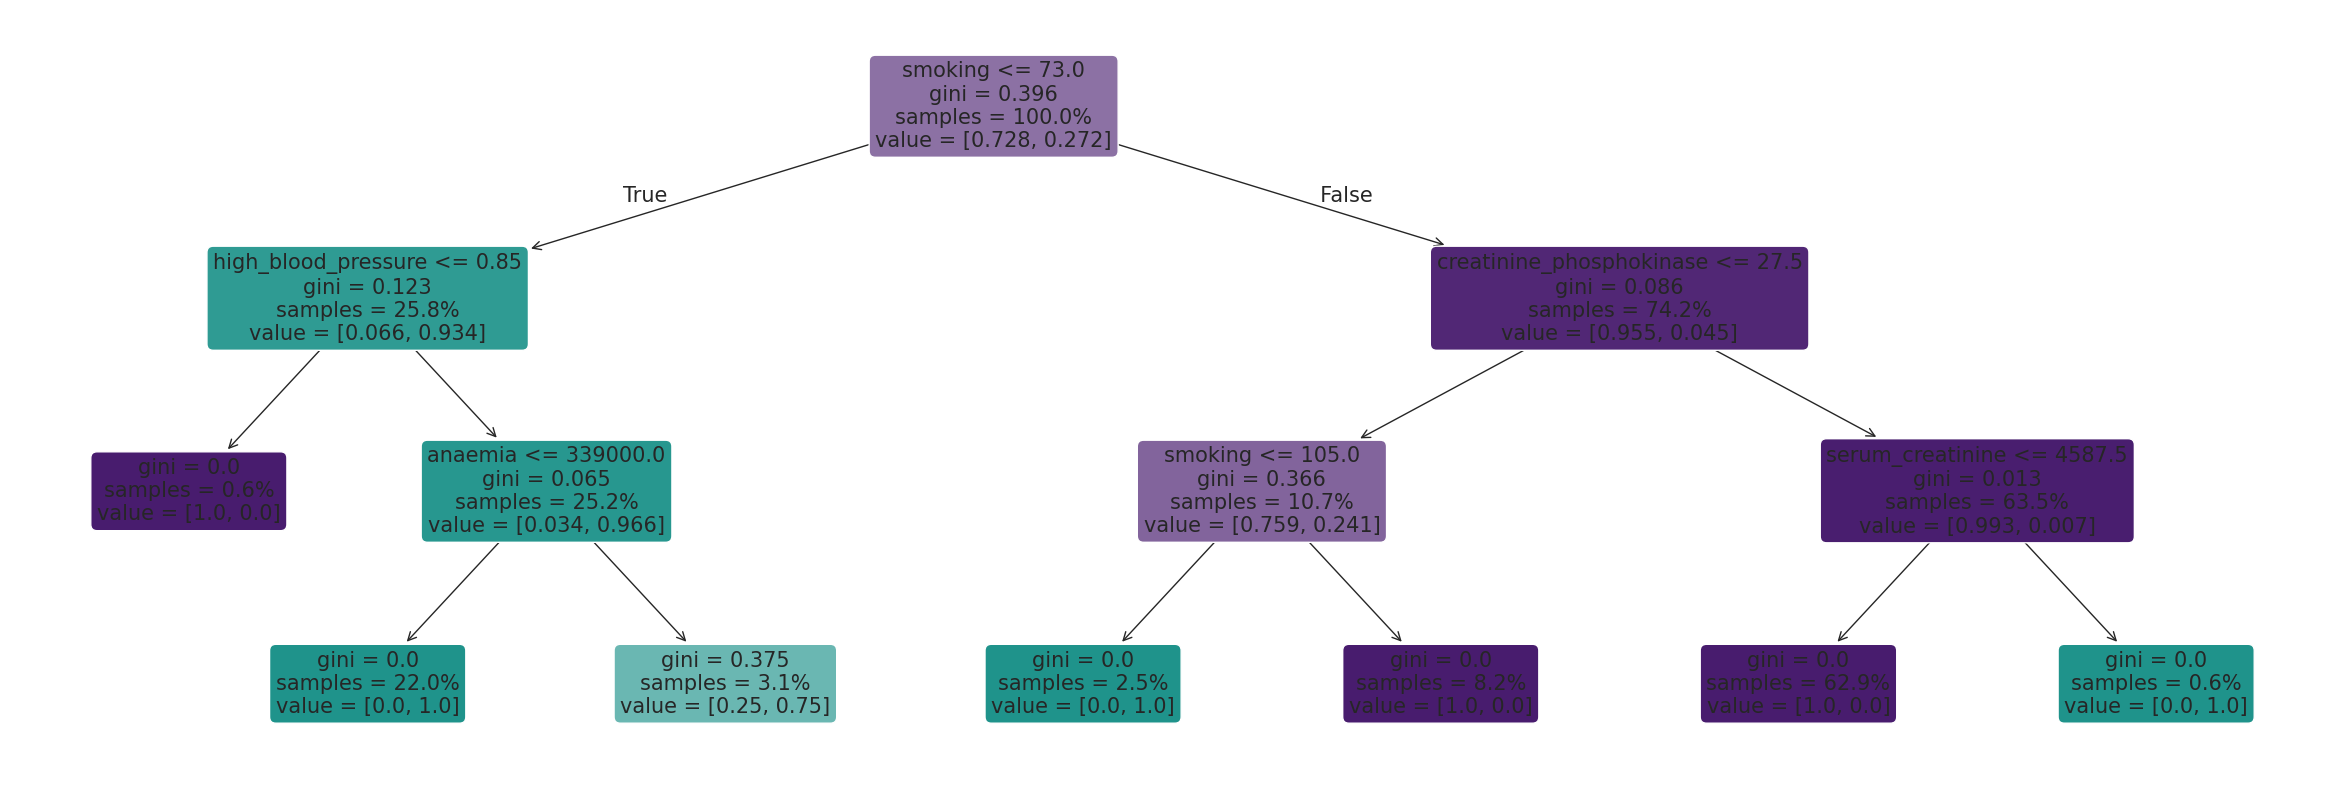 smoking <= 73.0
gini = 0.396
samples = 100.0%
value = [0.728, 0.272]
True
False
high_blood_pressure <= 0.85
gini = 0.123
samples = 25.8%
value = [0.066, 0.934]
creatinine_phosphokinase <= 27.5
gini = 0.086
samples = 74.2%
value = [0.955, 0.045]
gini = 0.0
samples = 0.6%
value = [1.0, 0.0]
anaemia <= 339000.0
gini = 0.065
samples = 25.2%
value = [0.034, 0.966]
smoking <= 105.0
gini = 0.366
samples = 10.7%
value = [0.759, 0.241]
serum_creatinine <= 4587.5
gini = 0.013
samples = 63.5%
value = [0.993, 0.007]
gini = 0.0
samples = 22.0%
value = [0.0, 1.0]
gini = 0.375
samples = 3.1%
value = [0.25, 0.75]
gini = 0.0
samples = 2.5%
value = [0.0, 1.0]
gini = 0.0
samples = 8.2%
value = [1.0, 0.0]
gini = 0.0
samples = 62.9%
value = [1.0, 0.0]
gini = 0.0
samples = 0.6%
value = [0.0, 1.0]